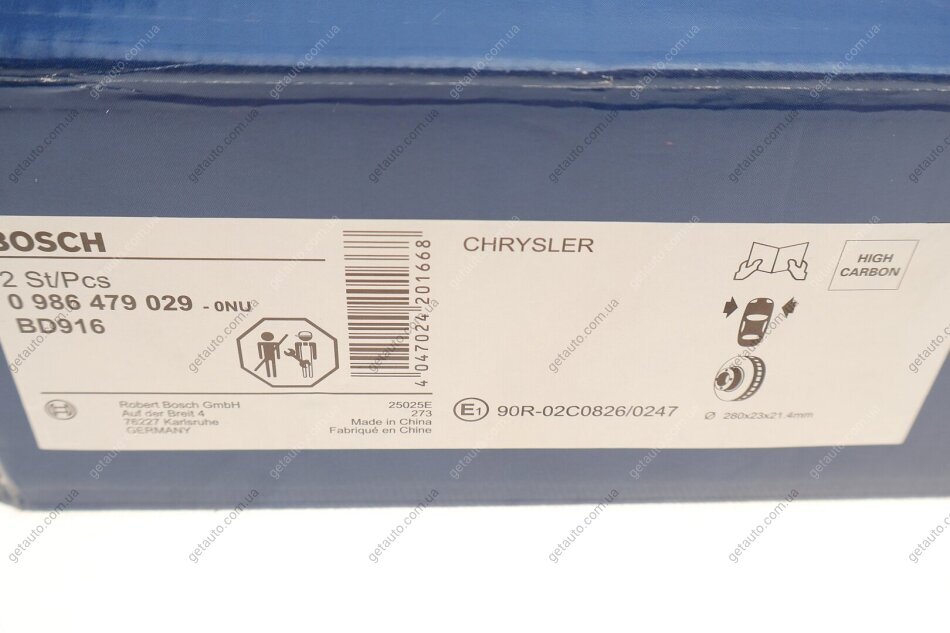 BOSCH
2 St/Pcs
0 986 479 029 - 0NU
BD916
Robert Bosch GmbH
Auf der Breit 4
76227 Karlsruhe
GERMANY
25025E
273
Made in China
Fabriqué en Chine
4 047024 201668
CHRYSLER
E1 90R-02C0826/0247
HIGH
CARBON
Ø 280x23x21.4mm
getauto.com.ua